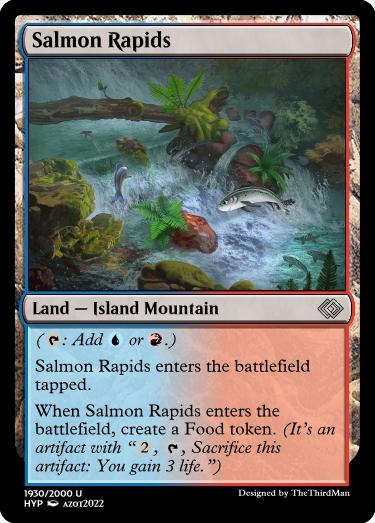 Salmon Rapids
Land — Island Mountain
( : Add or .)
Salmon Rapids enters the battlefield
tapped.
When Salmon Rapids enters the
battlefield, create a Food token. (It's an
artifact with “ 2 , , Sacrifice this
artifact: You gain 3 life.”)
1930/2000 U
Designed by TheThirdMan
HYP AZOT2022